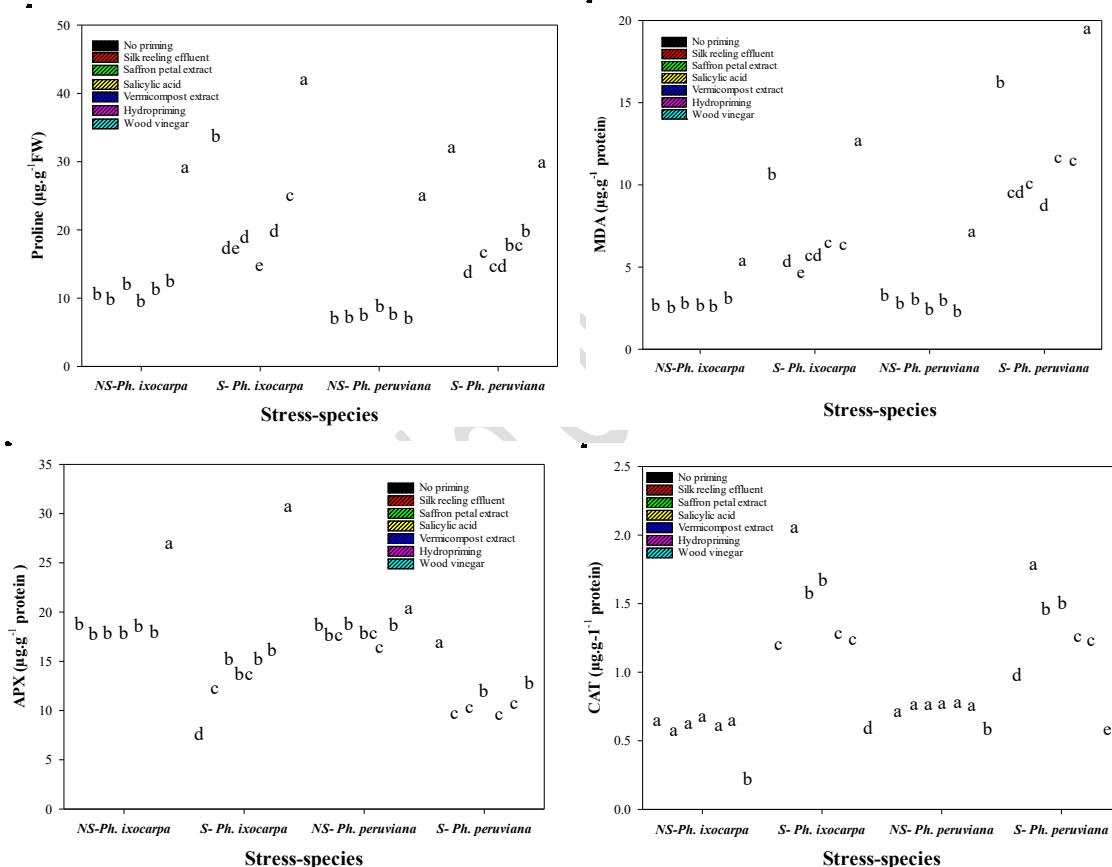 50
40
30
20
10
0
Proline (µg.g⁻¹FW)
No priming
Silk reeling effluent
Saffron petal extract
Salicylic acid
Vermicompost extract
Hydropriming
Wood vinegar
b b b b b b a
b de d e d c a
b b b b b b a
a d b cd bc b a
NS-Ph. ixocarpa S- Ph. ixocarpa NS- Ph. peruviana S- Ph. peruviana
Stress-species
20
15
10
5
0
MDA (µg.g⁻¹ protein)
No priming
Silk reeling effluent
Saffron petal extract
Salicylic acid
Vermicompost extract
Hydropriming
Wood vinegar
b b b b b b a
b d e cd c c a
b b b b b b a
b cd c d c c a
NS-Ph. ixocarpa S- Ph. ixocarpa NS- Ph. peruviana S- Ph. peruviana
Stress-species
35
30
25
20
15
10
5
0
APX (µg.g⁻¹ protein )
No priming
Silk reeling effluent
Saffron petal extract
Salicylic acid
Vermicompost extract
Hydropriming
Wood vinegar
b b b b b b a
d c b bc b b a
b bc b bc c b a
a c c b c c b
NS-Ph. ixocarpa S- Ph. ixocarpa NS- Ph. peruviana S- Ph. peruviana
Stress-species
2.5
2.0
1.5
1.0
0.5
0.0
CAT (µg.g-1⁻¹ protein)
No priming
Silk reeling effluent
Saffron petal extract
Salicylic acid
Vermicompost extract
Hydropriming
Wood vinegar
a a a a a a b
c a b b c c d
a a a a a a b
d a b b c c e
NS-Ph. ixocarpa S- Ph. ixocarpa NS- Ph. peruviana S- Ph. peruviana
Stress-species